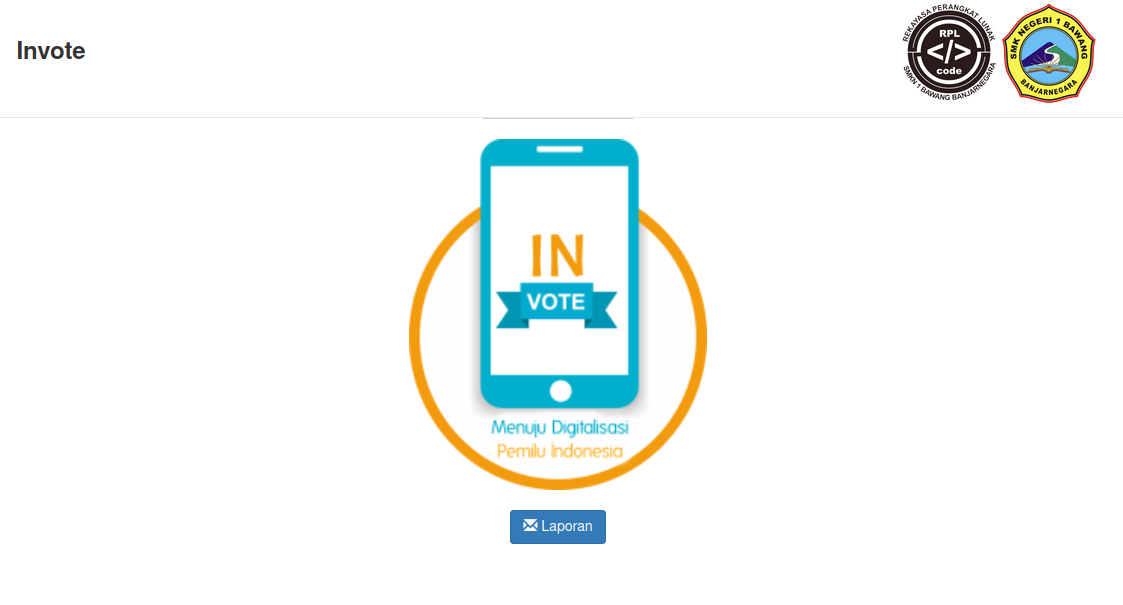 Invote
REKAYASA PERANGKAT LUNAK
RPL
</>
code
SMKN 1 BAWANG BANJARNEGARA
SMK NEGERI 1 BAWANG
BANJARNEGARA
IN
VOTE
Menuju Digitalisasi
Pemilu Indonesia
Laporan